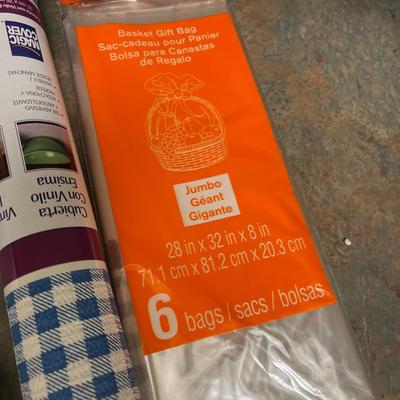 Basket Gift Bag
Sac-cadeau pour Panier
Bolsa para Canastas
de Regalo
Jumbo
Géant
Gigante
28 in x 32 in x 8 in
71.1 cm x 81.2 cm x 20.3 cm
6 bags / sacs / bolsas
MAGIC
COVER
Cubierta
Con Vinilo
Ensima